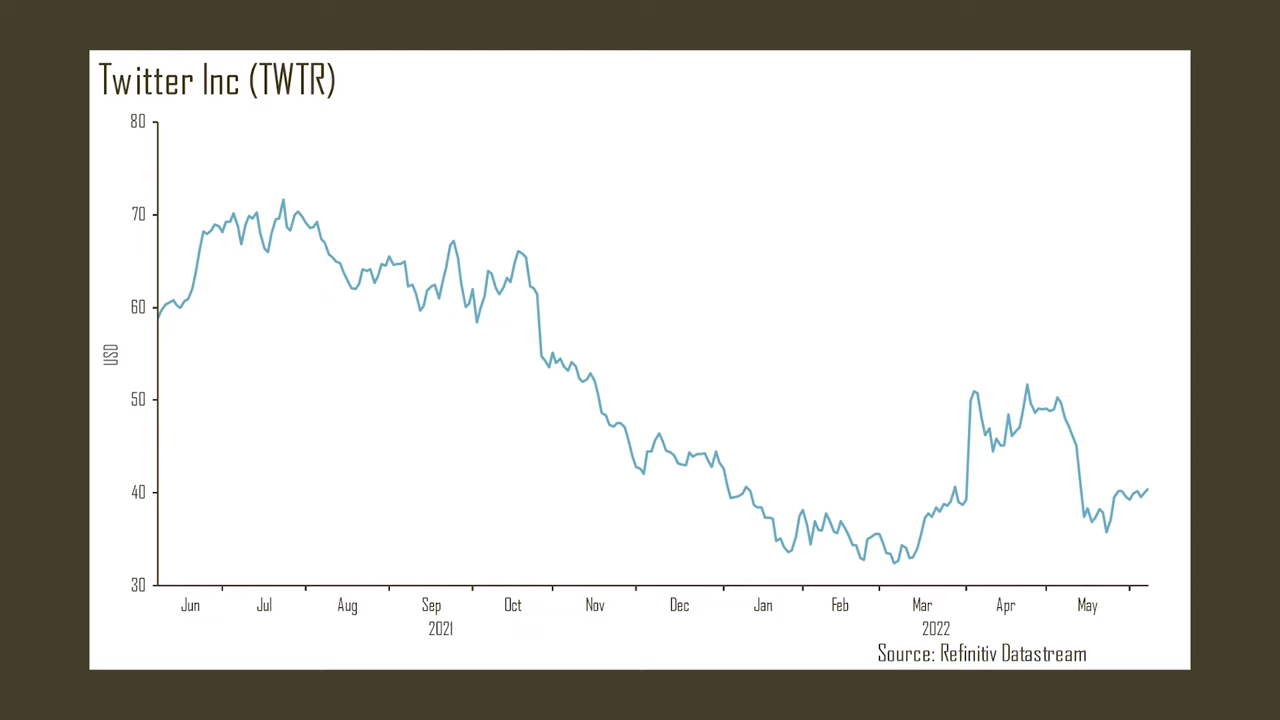 Twitter Inc (TWTR)
80
70
60
50
40
30
USD
Jun Jul Aug Sep Oct Nov Dec Jan Feb Mar Apr May
2021 2022
Source: Refinitiv Datastream